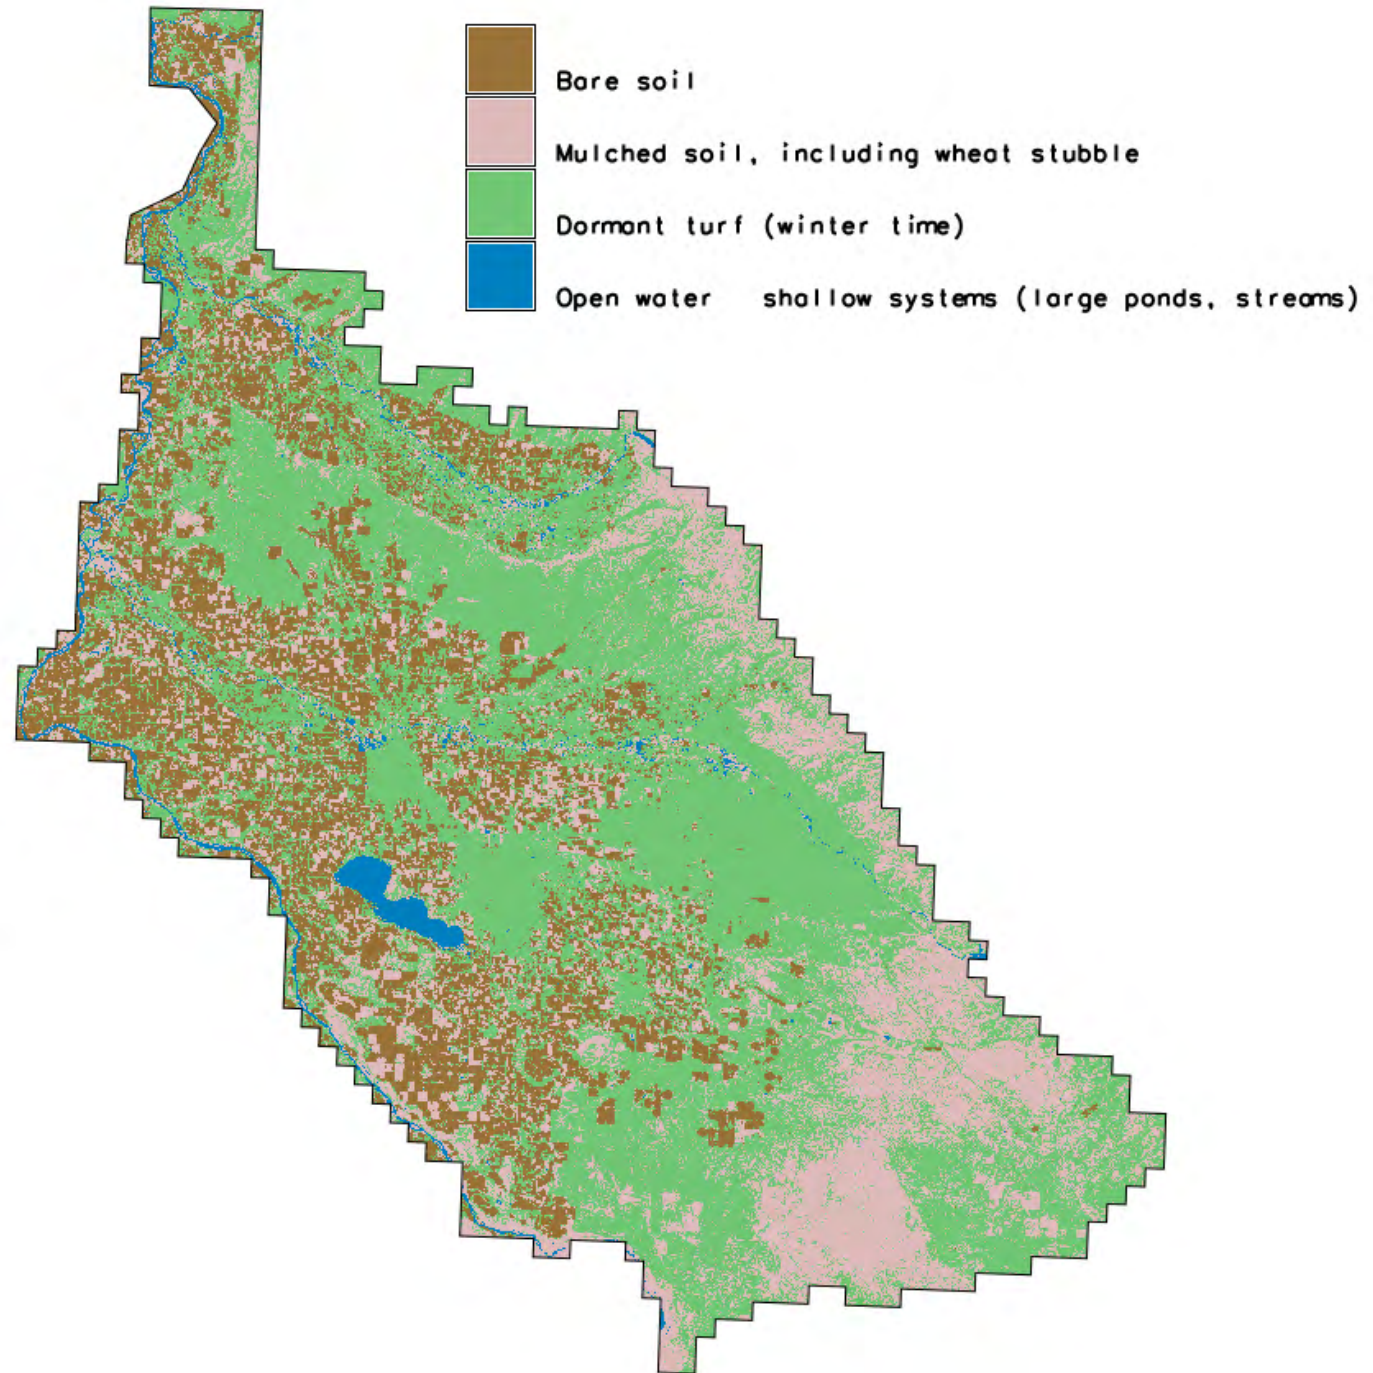 Bare soil
Mulched soil, including wheat stubble
Dormant turf (winter time)
Open water shallow systems (large ponds, streams)